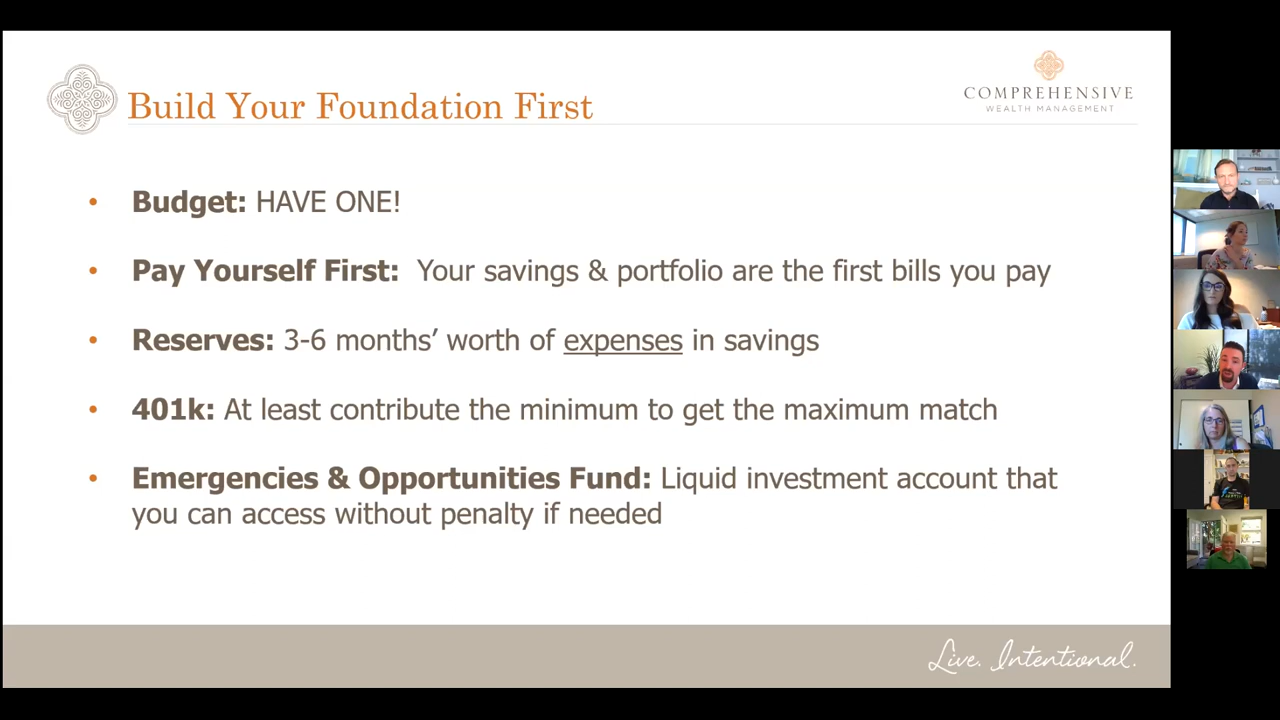 Build Your Foundation First
COMPREHENSIVE
WEALTH MANAGEMENT
• Budget: HAVE ONE!
• Pay Yourself First: Your savings & portfolio are the first bills you pay
• Reserves: 3-6 months’ worth of expenses in savings
• 401k: At least contribute the minimum to get the maximum match
• Emergencies & Opportunities Fund: Liquid investment account that
you can access without penalty if needed
Live. Intentional.